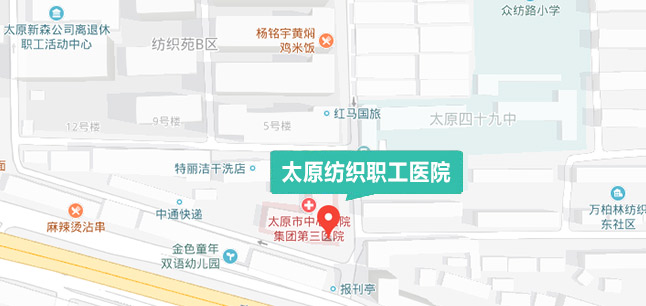 众纺路小学
太原新森公司离退休
职工活动中心
纺织苑B区
杨铭宇黄焖
鸡米饭
红马国旅
太原四十九中
12号楼
9号楼
5号楼
特丽洁干洗店
太原纺织职工医院
中通快递
麻辣烫沾串
面
太原市中心医院
集团第三医院
万柏林纺织
东社区
金色童年
双语幼儿园
报刊亭